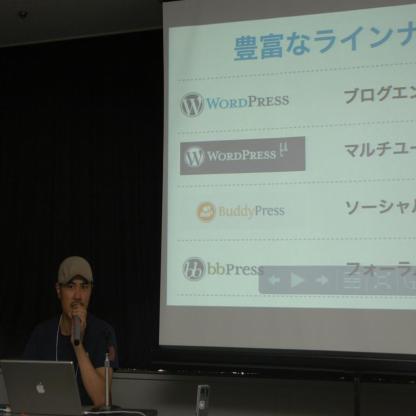 豊富なラインナ
WORDPRESS
ブログエン
WORDPRESS μ
マルチユー
BuddyPress
ソーシャル
bbPress
フォーラム